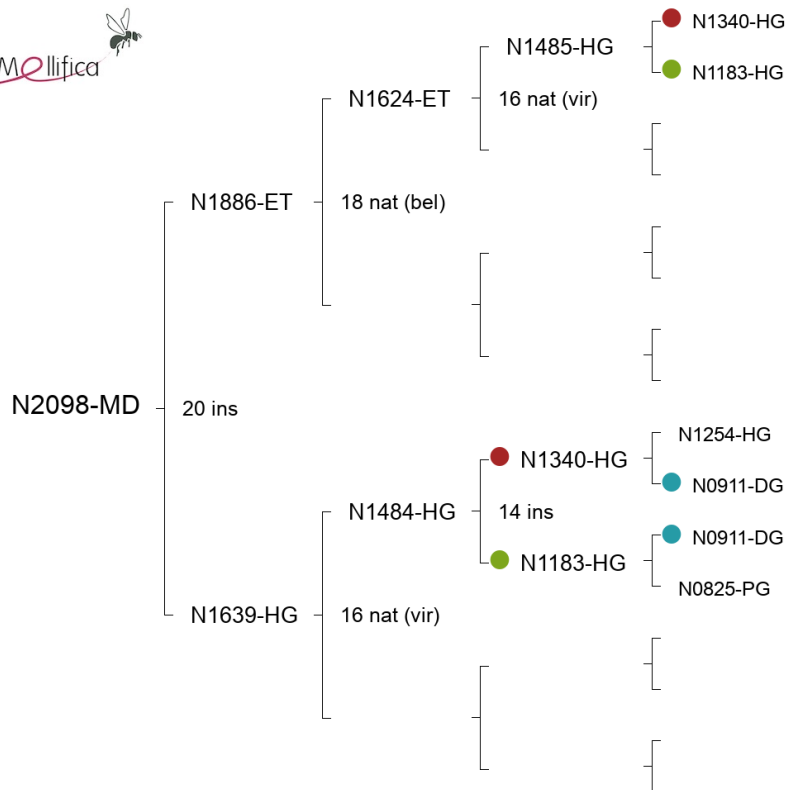 Mellifica
N1340-HG
N1485-HG
N1183-HG
N1624-ET
16 nat (vir)
N1886-ET
18 nat (bel)
N2098-MD
20 ins
N1254-HG
N1340-HG
N0911-DG
N1484-HG
14 ins
N0911-DG
N1183-HG
N0825-PG
N1639-HG
16 nat (vir)